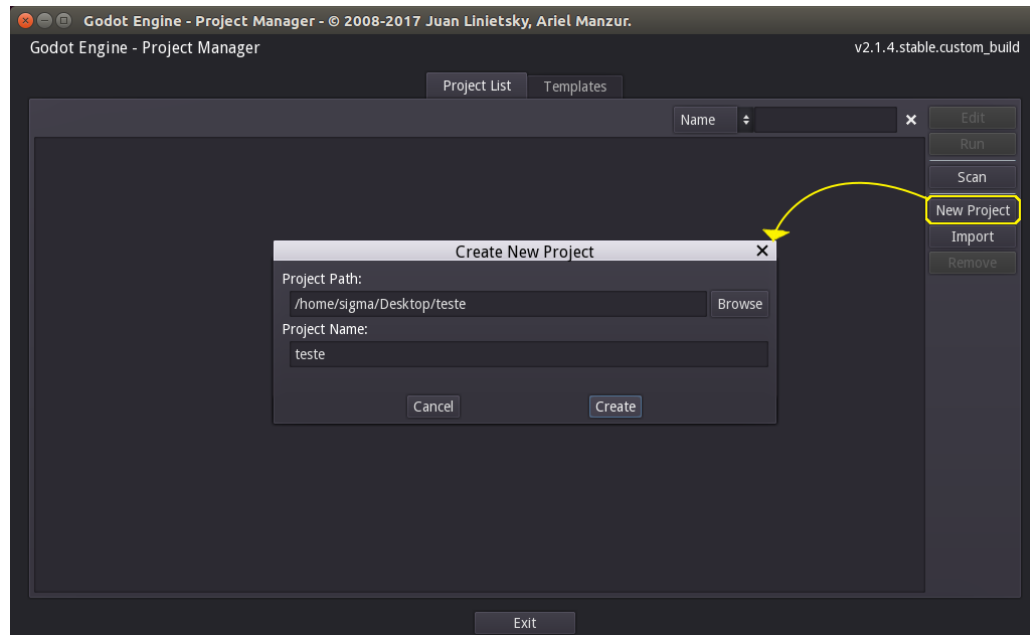 Godot Engine - Project Manager - © 2008-2017 Juan Linietsky, Ariel Manzur.
Godot Engine - Project Manager
v2.1.4.stable.custom_build
Project List
Templates
Name
Edit
Run
Scan
New Project
Import
Remove
Create New Project
Project Path:
/home/sigma/Desktop/teste
Browse
Project Name:
teste
Cancel
Create
Exit